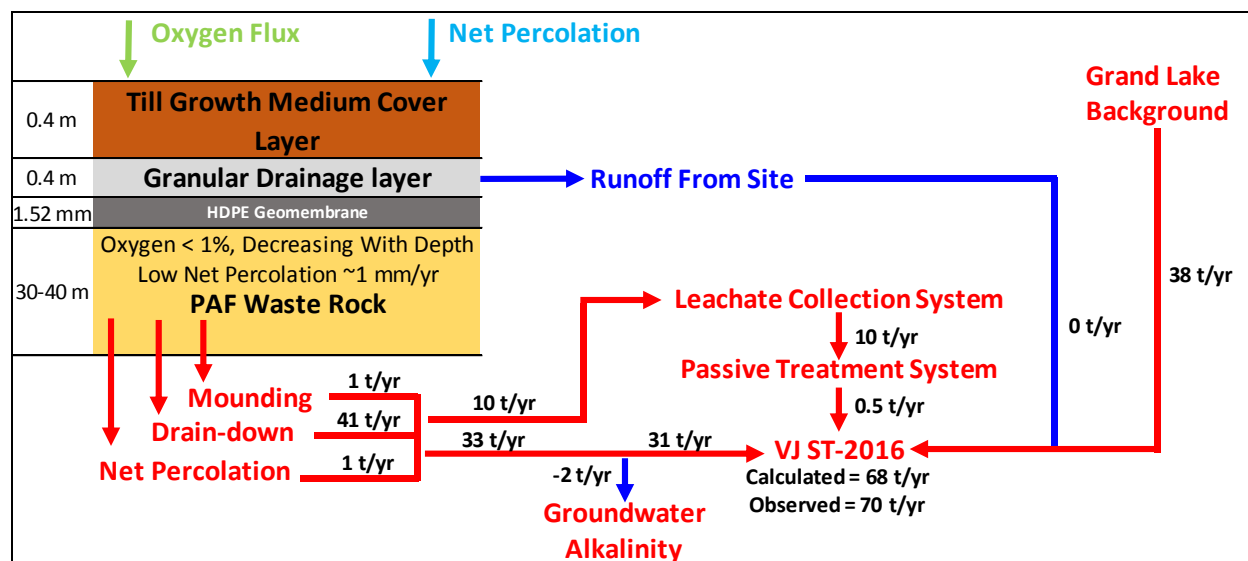 Oxygen Flux
Net Percolation
Grand Lake
Background
0.4 m
Till Growth Medium Cover
Layer
0.4 m
Granular Drainage layer
Runoff From Site
1.52 mm
HDPE Geomembrane
30-40 m
Oxygen < 1%, Decreasing With Depth
Low Net Percolation ~1 mm/yr
PAF Waste Rock
38 t/yr
Leachate Collection System
0 t/yr
10 t/yr
Passive Treatment System
0.5 t/yr
Mounding
1 t/yr
10 t/yr
Drain-down
41 t/yr
33 t/yr
31 t/yr
VJ ST-2016
Net Percolation
1 t/yr
-2 t/yr
Calculated = 68 t/yr
Observed = 70 t/yr
Groundwater
Alkalinity